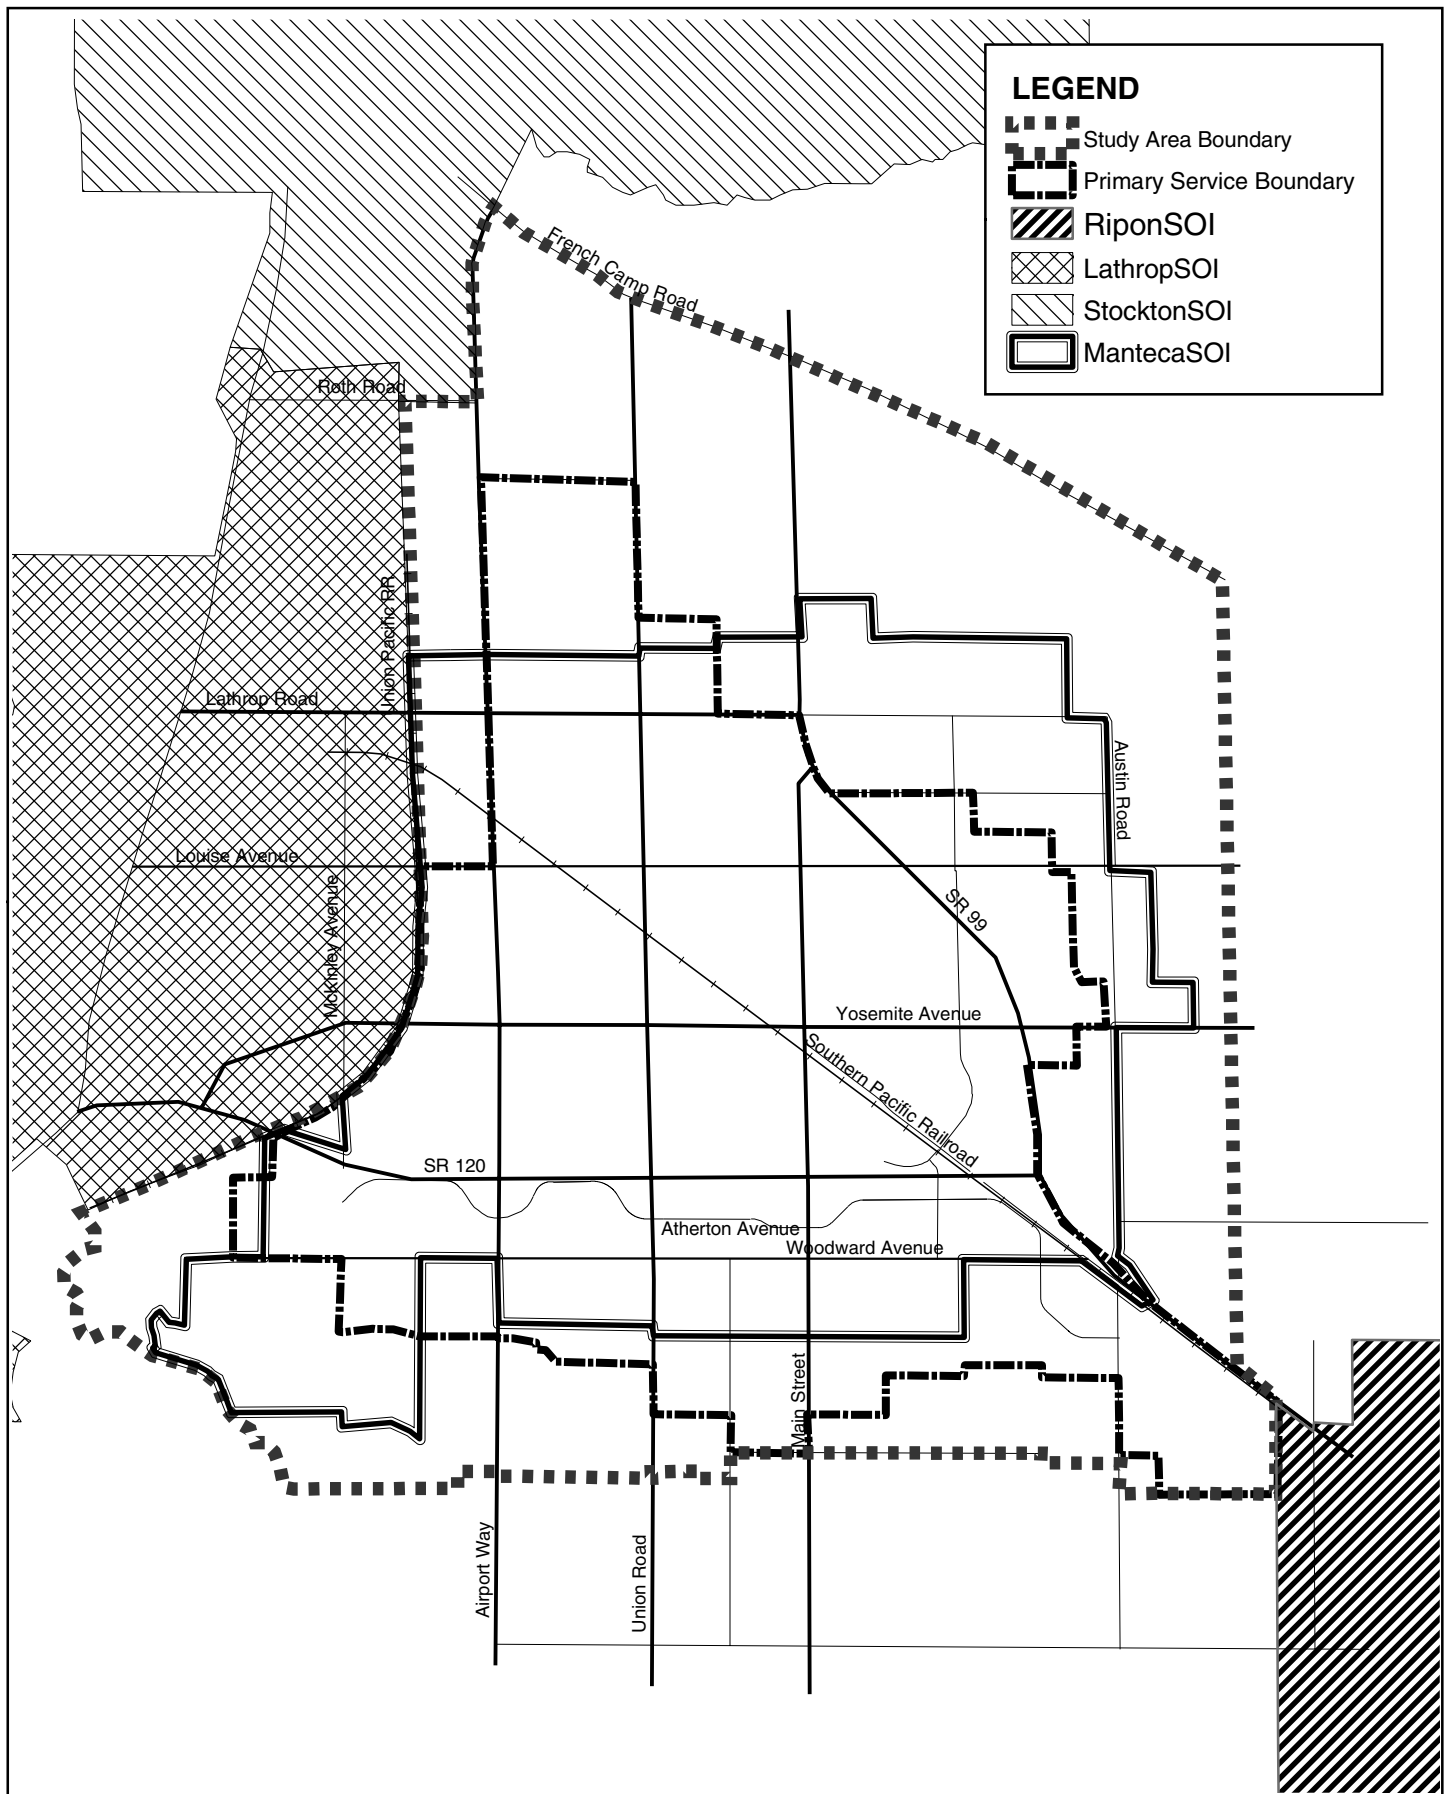 LEGEND
Study Area Boundary
Primary Service Boundary
RiponSOI
LathropSOI
StocktonSOI
MantecaSOI
French Camp Road
Roth Road
Union Pacific RR
Lathrop Road
Austin Road
Louise Avenue
Mckinley Avenue
SR 99
Yosemite Avenue
Southern Pacific Railroad
SR 120
Atherton Avenue
Woodward Avenue
Main Street
Airport Way
Union Road